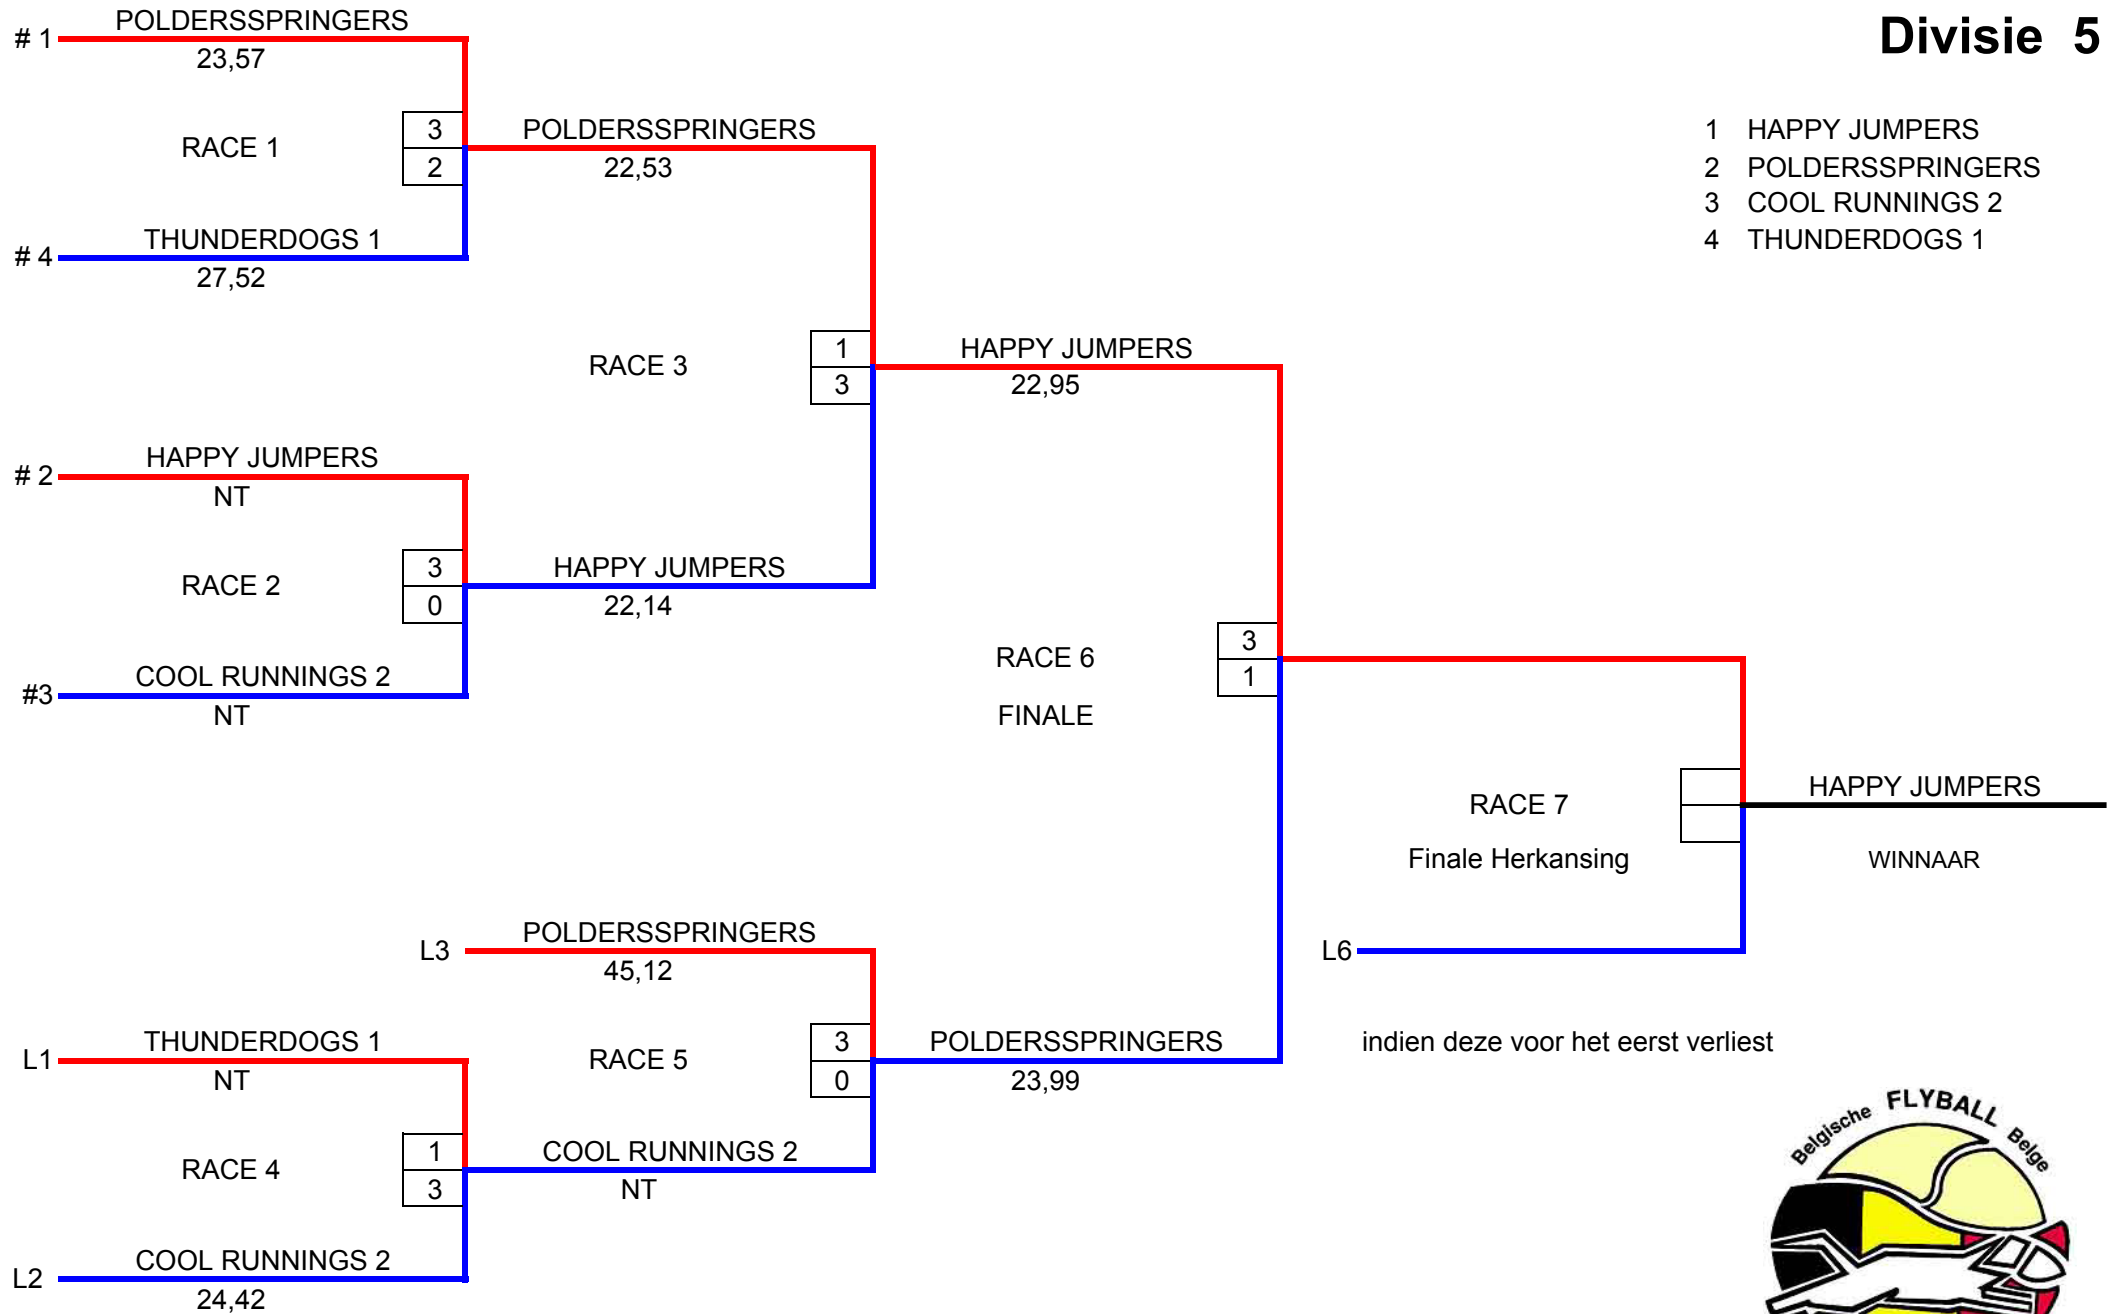 Divisie 5
POLDERSSPRINGERS
# 1
23,57
RACE 1
3
2
THUNDERDOGS 1
# 4
27,52
POLDERSSPRINGERS
22,53
1 HAPPY JUMPERS
2 POLDERSSPRINGERS
3 COOL RUNNINGS 2
4 THUNDERDOGS 1
RACE 3
1
3
HAPPY JUMPERS
22,95
HAPPY JUMPERS
# 2
NT
RACE 2
3
0
HAPPY JUMPERS
22,14
COOL RUNNINGS 2
#3
NT
RACE 6
3
1
FINALE
RACE 7
Finale Herkansing
HAPPY JUMPERS
WINNAAR
POLDERSSPRINGERS
L3
45,12
L6
THUNDERDOGS 1
L1
NT
RACE 5
3
0
POLDERSSPRINGERS
23,99
indien deze voor het eerst verliest
RACE 4
1
3
COOL RUNNINGS 2
NT
COOL RUNNINGS 2
L2
24,42
Belgische FLYBALL Belge